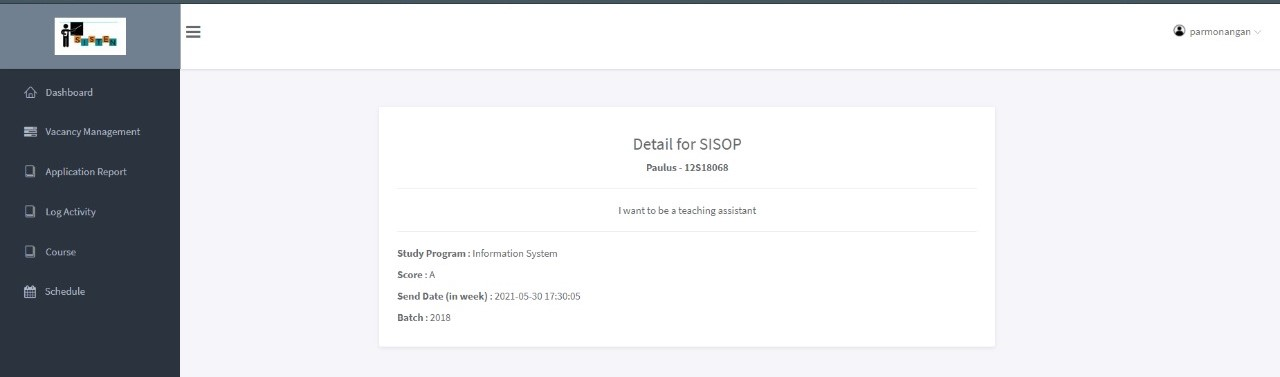 SISTEN
parmonangan
Dashboard
Vacancy Management
Application Report
Log Activity
Course
Schedule
Detail for SISOP
Paulus - 12S18068
I want to be a teaching assistant
Study Program : Information System
Score : A
Send Date (in week) : 2021-05-30 17:30:05
Batch : 2018